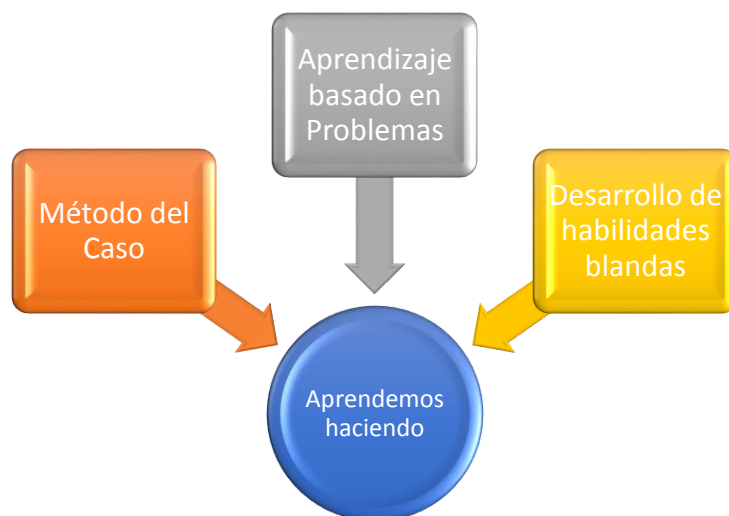 Aprendizaje
basado en
Problemas
Método del
Caso
Desarrollo de
habilidades
blandas
Aprendemos
haciendo